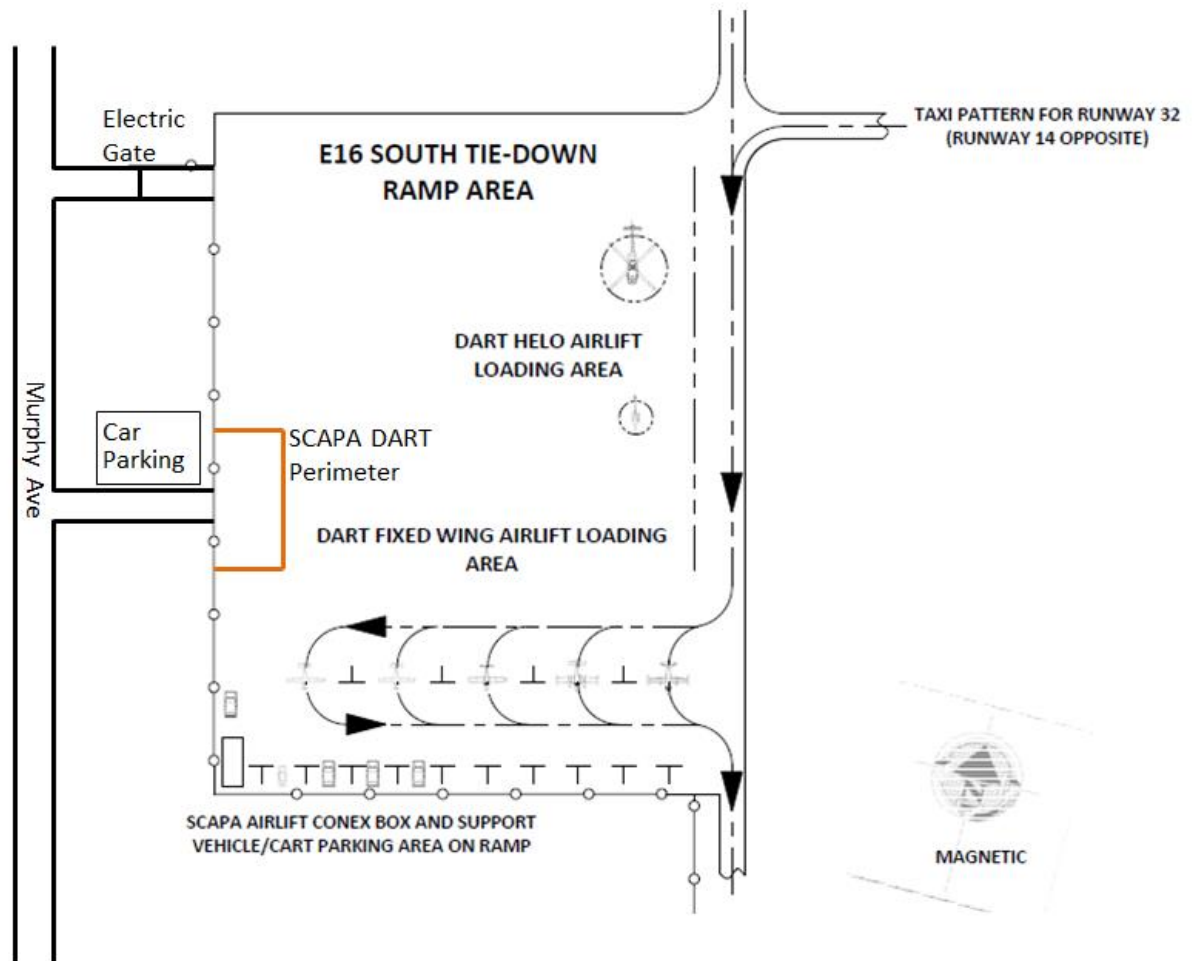 Electric
Gate
E16 SOUTH TIE-DOWN
RAMP AREA
TAXI PATTERN FOR RUNWAY 32
(RUNWAY 14 OPPOSITE)
DART HELO AIRLIFT
LOADING AREA
Murphy Ave
Car
Parking
SCAPA DART
Perimeter
DART FIXED WING AIRLIFT LOADING
AREA
SCAPA AIRLIFT CONEX BOX AND SUPPORT
VEHICLE/CART PARKING AREA ON RAMP
N
MAGNETIC